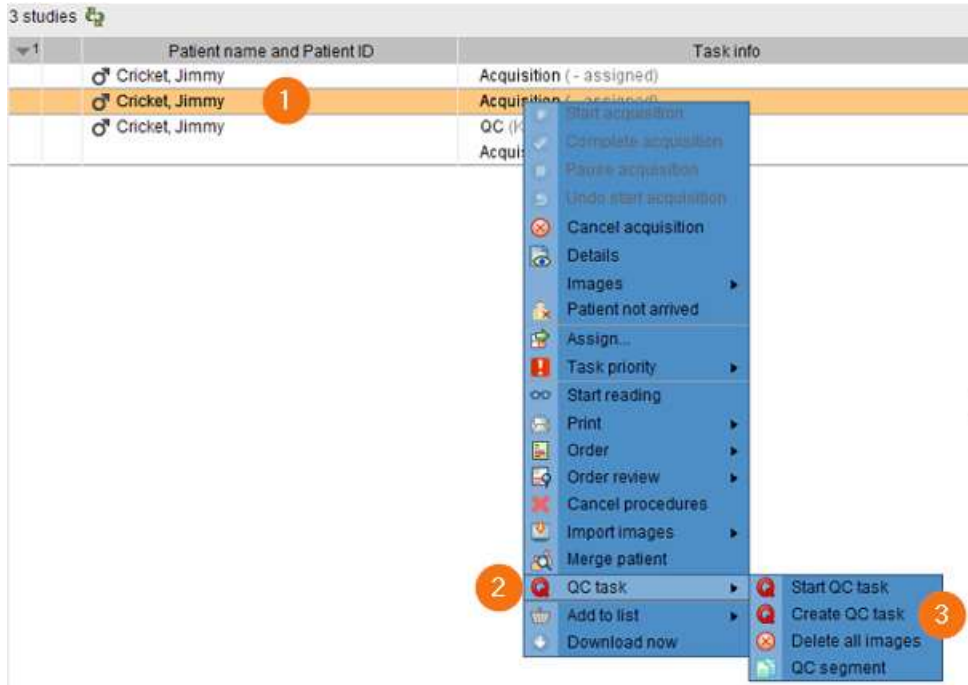 3 studies
1 Patient name and Patient ID Task info
Cricket, Jimmy Acquisition ( - assigned)
Cricket, Jimmy 1 Acquisition ( - assigned)
Cricket, Jimmy QC
Start acquisition
Complete acquisition
Pause acquisition
Undo start acquisition
Cancel acquisition
Details
Images
Patient not arrived
Assign...
Task priority
Start reading
Print
Order
Order review
Cancel procedures
Import images
Merge patient
2 QC task
Add to list
Download now
Start QC task
Create QC task 3
Delete all images
QC segment